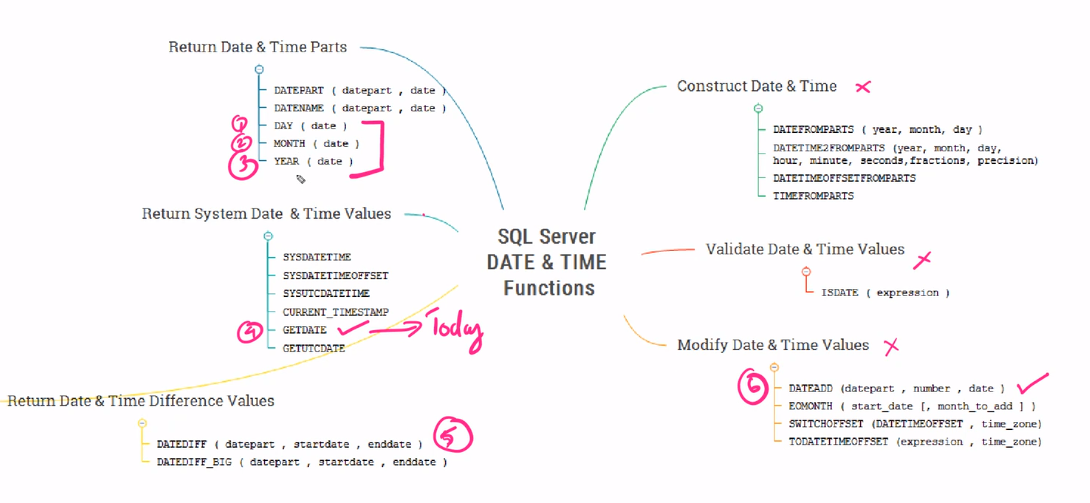 Return Date & Time Parts
DATEPART ( datepart , date )
DATENAME ( datepart , date )
1 DAY ( date )
2 MONTH ( date )
3 YEAR ( date )
Return System Date & Time Values
SYSDATETIME
SYSDATETIMEOFFSET
SYSUTCDATETIME
CURRENT_TIMESTAMP
4 GETDATE Today
GETUTCDATE
Return Date & Time Difference Values
DATEDIFF ( datepart , startdate , enddate ) 5
DATEDIFF_BIG ( datepart , startdate , enddate )
SQL Server
DATE & TIME
Functions
Construct Date & Time
DATEFROMPARTS ( year, month, day )
DATETIME2FROMPARTS (year, month, day,
hour, minute, seconds,fractions, precision)
DATETIMEOFFSETFROMPARTS
TIMEFROMPARTS
Validate Date & Time Values
ISDATE ( expression )
Modify Date & Time Values
6 DATEADD (datepart , number , date )
EOMONTH ( start_date [, month_to_add ] )
SWITCHOFFSET (DATETIMEOFFSET , time_zone)
TODATETIMEOFFSET (expression , time_zone)